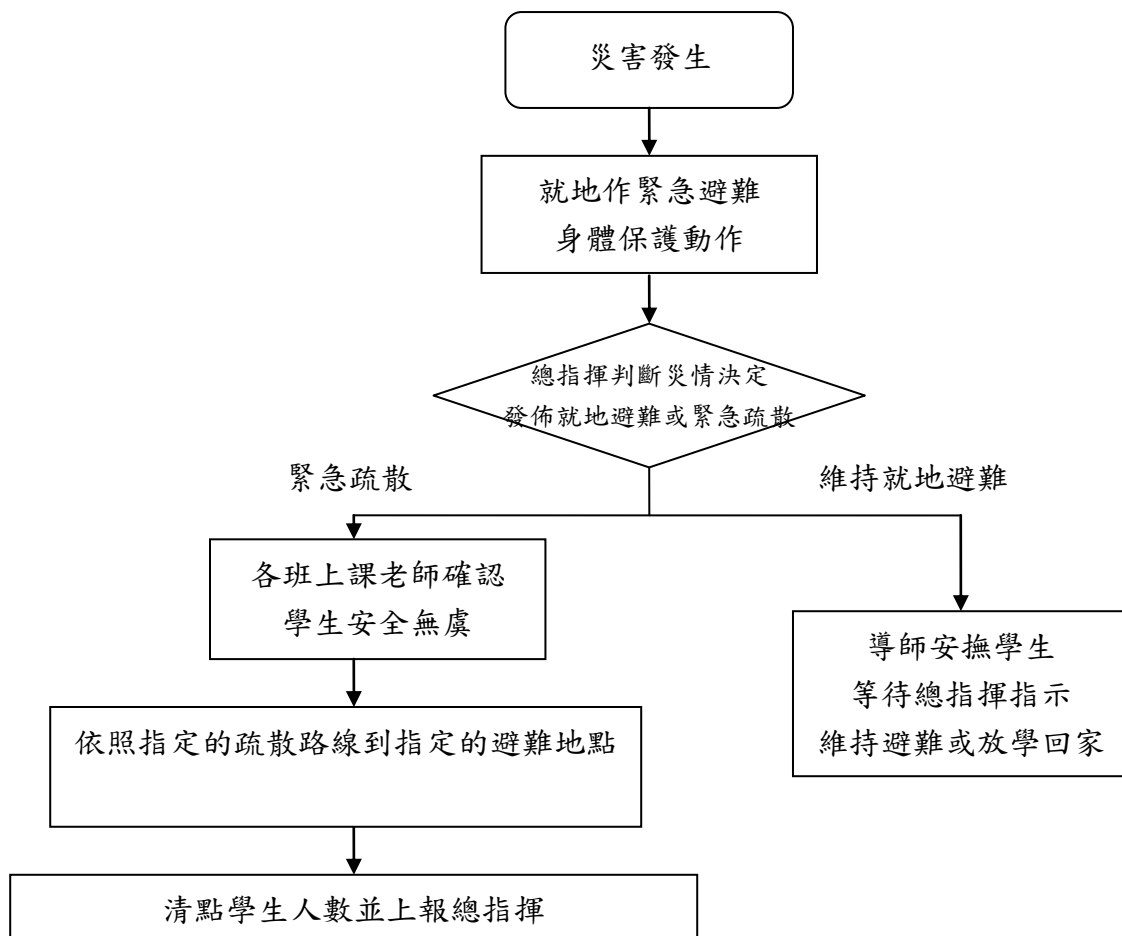 災害發生
就地作緊急避難
身體保護動作
總指揮判斷災情決定
發佈就地避難或緊急疏散
緊急疏散
維持就地避難
各班上課老師確認
學生安全無虞
導師安撫學生
等待總指揮指示
維持避難或放學回家
依照指定的疏散路線到指定的避難地點
清點學生人數並上報總指揮